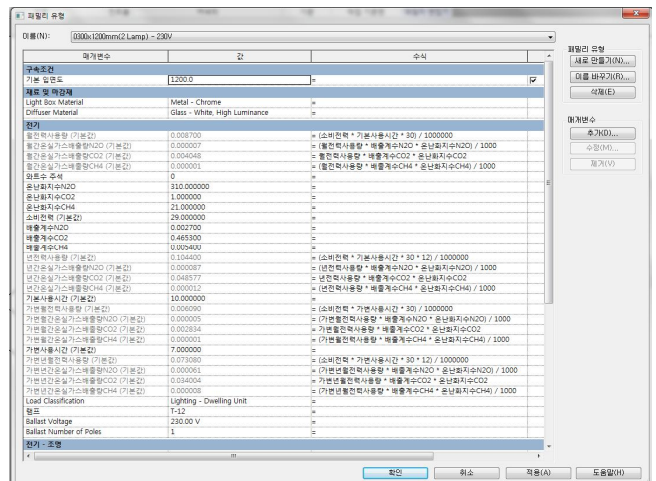 패밀리 유형
이름(N): 0300x1200mm(2 Lamp) - 230V
매개변수 값 수식
구속조건
기본 입면도 1200.0 =
재료 및 마감재
Light Box Material Metal - Chrome =
Diffuser Material Glass - White, High Luminance =
전기
월전력사용량 (기본값) 0.008700 = (소비전력 * 기본사용시간 * 30) / 1000000
월간온실가스배출량N2O (기본값) 0.000007 = (월전력사용량 * 배출계수N2O * 온난화지수N2O) / 1000
월간온실가스배출량CO2 (기본값) 0.004048 = 월전력사용량 * 배출계수CO2 * 온난화지수CO2
월간온실가스배출량CH4 (기본값) 0.000001 = (월전력사용량 * 배출계수CH4 * 온난화지수CH4) / 1000
와트수 주석 0 =
온난화지수N2O 310.000000 =
온난화지수CO2 1.000000 =
온난화지수CH4 21.000000 =
소비전력 (기본값) 29.000000 =
배출계수N2O 0.002700 =
배출계수CO2 0.465300 =
배출계수CH4 0.005400 =
년전력사용량 (기본값) 0.104400 = (소비전력 * 기본사용시간 * 30 * 12) / 1000000
년간온실가스배출량N2O (기본값) 0.000087 = (년전력사용량 * 배출계수N2O * 온난화지수N2O) / 1000
년간온실가스배출량CO2 (기본값) 0.048577 = 년전력사용량 * 배출계수CO2 * 온난화지수CO2
년간온실가스배출량CH4 (기본값) 0.000012 = (년전력사용량 * 배출계수CH4 * 온난화지수CH4) / 1000
기본사용시간 (기본값) 10.000000 =
가변월전력사용량 (기본값) 0.006090 = (소비전력 * 가변사용시간 * 30) / 1000000
가변월간온실가스배출량N2O (기본값) 0.000005 = (가변월전력사용량 * 배출계수N2O * 온난화지수N2O) / 1000
가변월간온실가스배출량CO2 (기본값) 0.002834 = 가변월전력사용량 * 배출계수CO2 * 온난화지수CO2
가변월간온실가스배출량CH4 (기본값) 0.000001 = (가변월전력사용량 * 배출계수CH4 * 온난화지수CH4) / 1000
가변사용시간 (기본값) 7.000000 =
가변년월전력사용량 (기본값) 0.073080 = (소비전력 * 가변사용시간 * 30 * 12) / 1000000
가변년간온실가스배출량N2O (기본값) 0.000061 = (가변년월전력사용량 * 배출계수N2O * 온난화지수N2O) / 1000
가변년간온실가스배출량CO2 (기본값) 0.034004 = 가변년월전력사용량 * 배출계수CO2 * 온난화지수CO2
가변년간온실가스배출량CH4 (기본값) 0.000008 = (가변년월전력사용량 * 배출계수CH4 * 온난화지수CH4) / 1000
Load Classification Lighting - Dwelling Unit =
램프 T-12 =
Ballast Voltage 230.00 V =
Ballast Number of Poles 1 =
전기 - 조명
패밀리 유형
새로 만들기(N)...
이름 바꾸기(R)...
삭제(E)
매개변수
추가(D)...
수정(M)...
제거(V)
확인 취소 적용(A) 도움말(H)